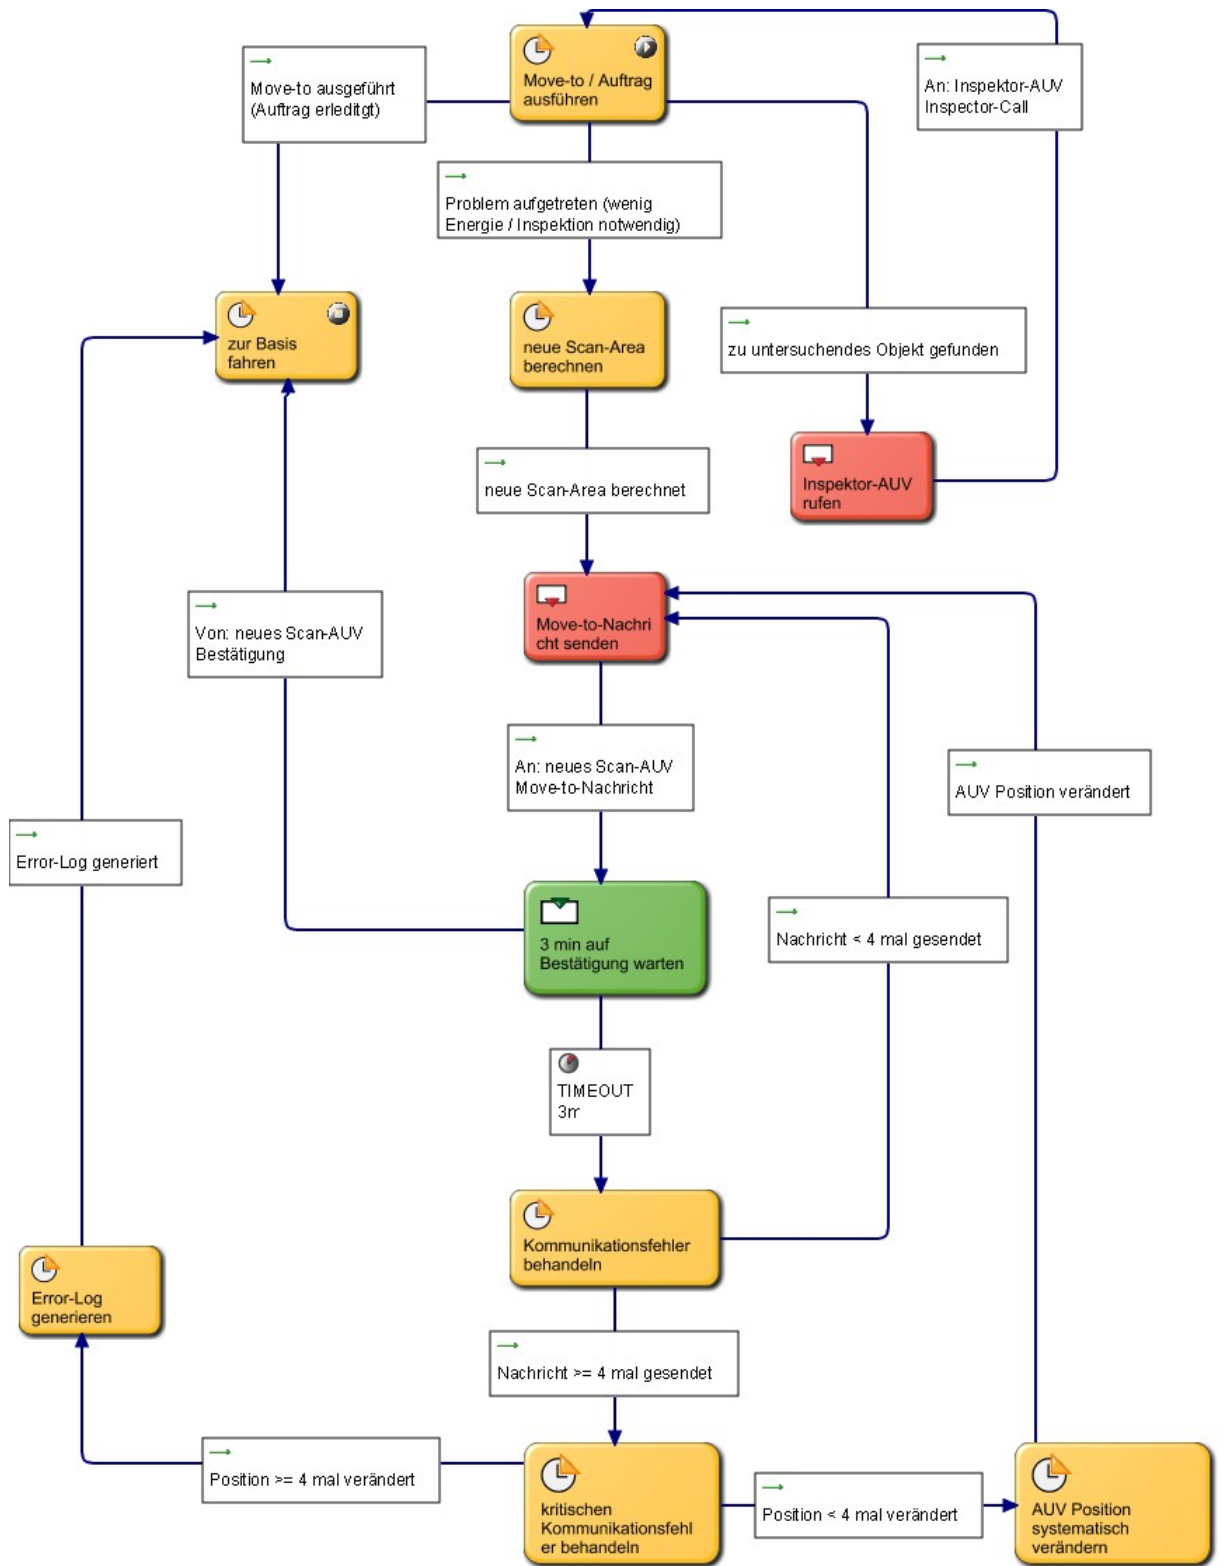 Move-to / Auftrag
ausführen
Move-to ausgeführt
(Auftrag erleditgt)
An: Inspektor-AUV
Inspector-Call
Problem aufgetreten (wenig
Energie / Inspektion notwendig)
zur Basis
fahren
neue Scan-Area
berechnen
zu untersuchendes Objekt gefunden
neue Scan-Area berechnet
Inspektor-AUV
rufen
Von: neues Scan-AUV
Bestätigung
Move-to-Nachri
cht senden
An: neues Scan-AUV
Move-to-Nachricht
AUV Position verändert
Error-Log generiert
3 min auf
Bestätigung warten
Nachricht < 4 mal gesendet
TIMEOUT
3m
Kommunikationsfehler
behandeln
Error-Log
generieren
Nachricht >= 4 mal gesendet
Position >= 4 mal verändert
kritischen
Kommunikationsfehl
er behandeln
Position < 4 mal verändert
AUV Position
systematisch
verändern